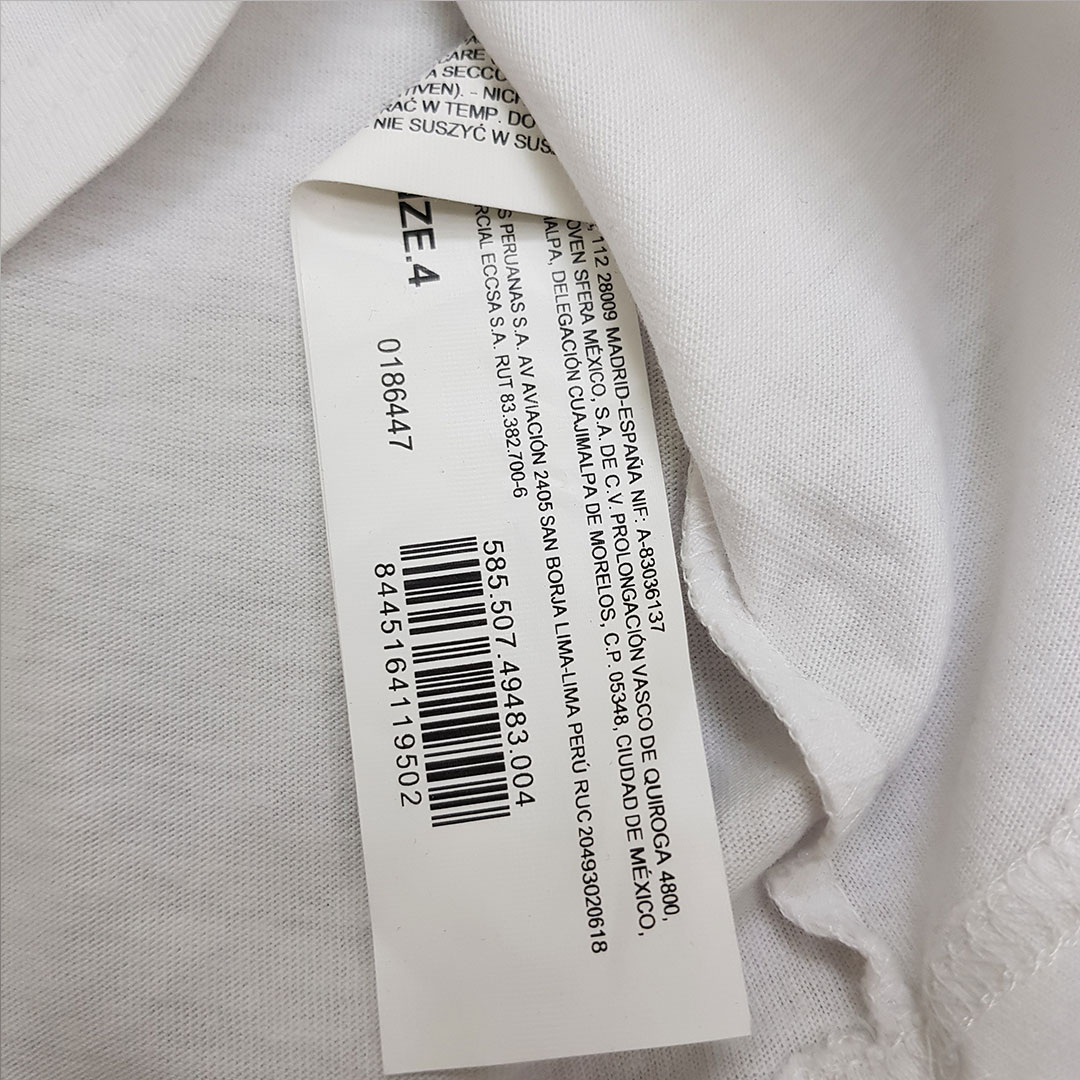 CARE
A SECCO
TIVEN). - NICH
RAĆ W TEMP. DO
NIE SUSZYĆ W SUS
112 28009 MADRID-ESPAÑA NIF: A-83036137
OVEN SFERA MÉXICO, S.A. DE C.V. PROLONGACIÓN VASCO DE QUIROGA 4800,
ALPA, DELEGACIÓN CUAJIMALPA DE MORELOS, C.P. 05348, CIUDAD DE MÉXICO,
S PERUANAS S.A. AV AVIACIÓN 2405 SAN BORJA LIMA-LIMA PERÚ RUC 20493020618
RCIAL ECCSA S.A. RUT 83.382.700-6
585.507.49483.004
8445164119502
ZE.4
0186447